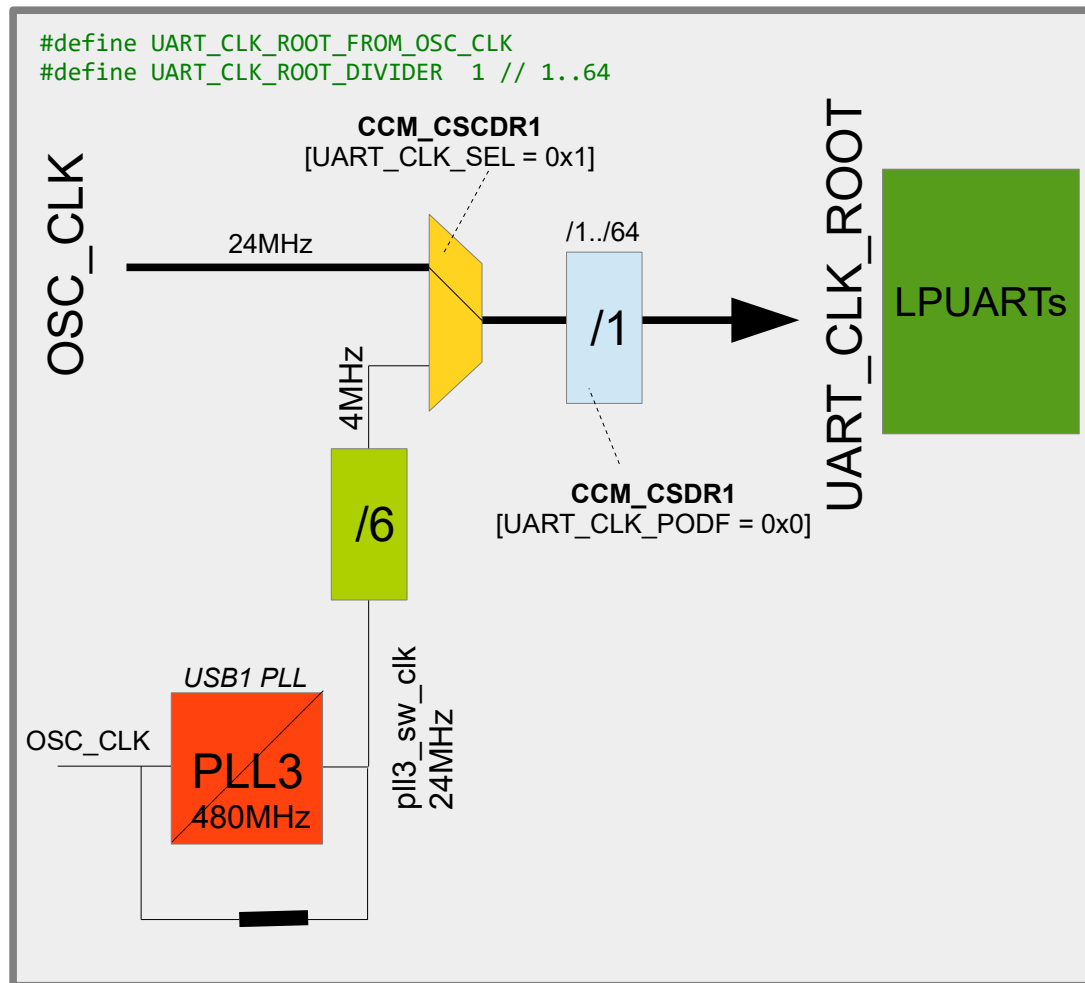 #define UART_CLK_ROOT_FROM_OSC_CLK
#define UART_CLK_ROOT_DIVIDER  1 // 1..64
CCM_CSCDR1
[UART_CLK_SEL = 0x1]
OSC_CLK
24MHz
/1../64
/1
UART_CLK_ROOT
LPUARTs
4MHz
/6
CCM_CSDR1
[UART_CLK_PODF = 0x0]
USB1 PLL
OSC_CLK
PLL3
480MHz
pll3_sw_clk
24MHz